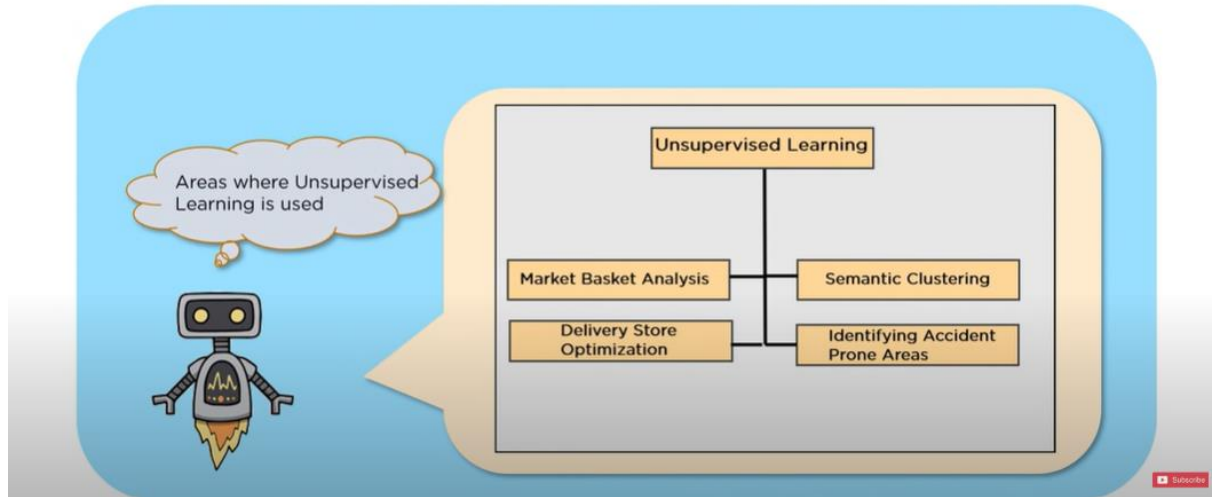 Areas where Unsupervised
Learning is used
Unsupervised Learning
Market Basket Analysis
Semantic Clustering
Delivery Store
Optimization
Identifying Accident
Prone Areas
Subscribe